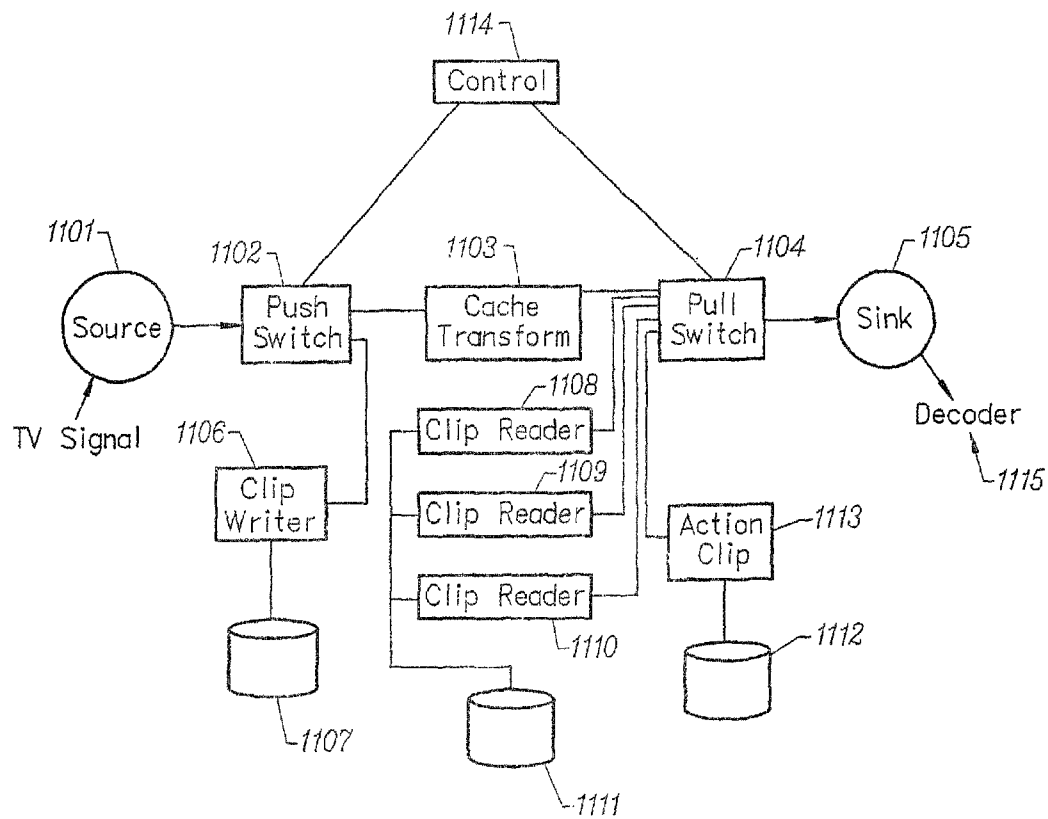 1114
Control
1101
Source
TV Signal
1102
Push
Switch
1103
Cache
Transform
1104
Pull
Switch
1105
Sink
Decoder
1115
1106
Clip
Writer
1107
1108
Clip Reader
1109
Clip Reader
Clip Reader
1110
1111
Action
Clip
1113
1112